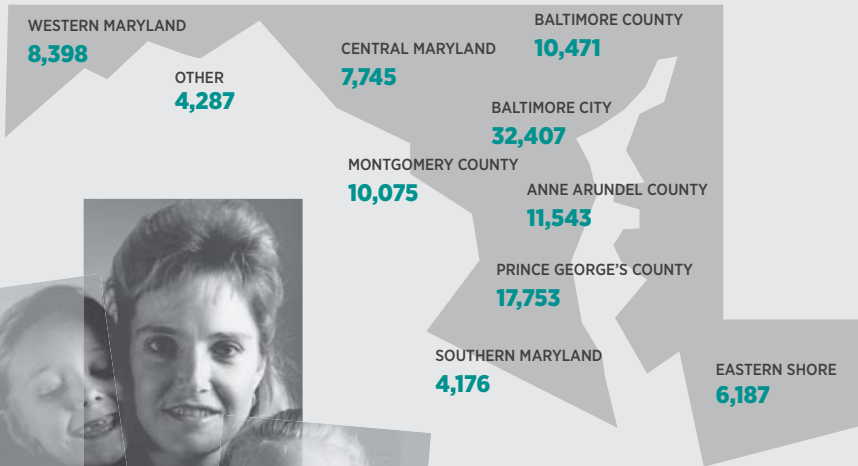 WESTERN MARYLAND
8,398
OTHER
4,287
CENTRAL MARYLAND
7,745
BALTIMORE COUNTY
10,471
BALTIMORE CITY
32,407
MONTGOMERY COUNTY
10,075
ANNE ARUNDEL COUNTY
11,543
PRINCE GEORGE'S COUNTY
17,753
SOUTHERN MARYLAND
4,176
EASTERN SHORE
6,187